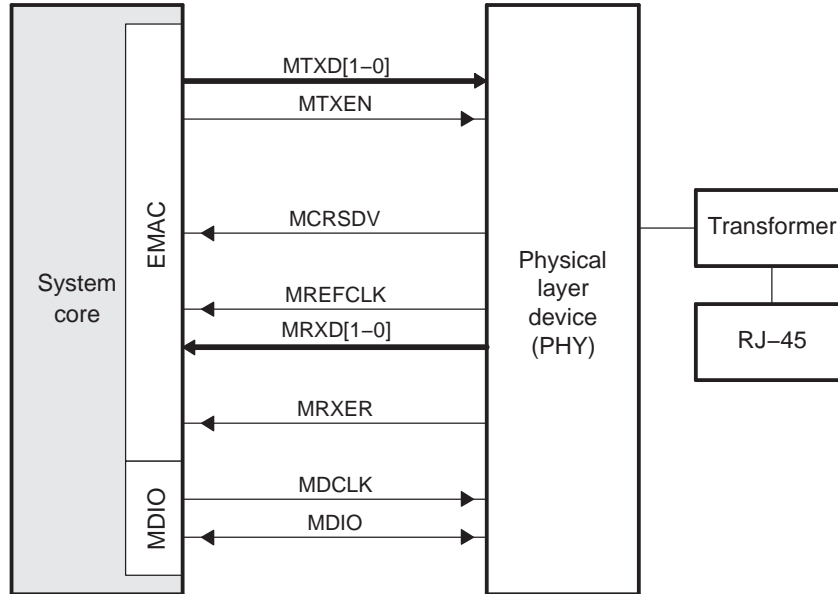 System
core
EMAC
MDIO
MTXD[1−0]
MTXEN
MCRSDV
MREFCLK
MRXD[1−0]
MRXER
MDCLK
MDIO
Physical
layer
device
(PHY)
Transformer
RJ−45